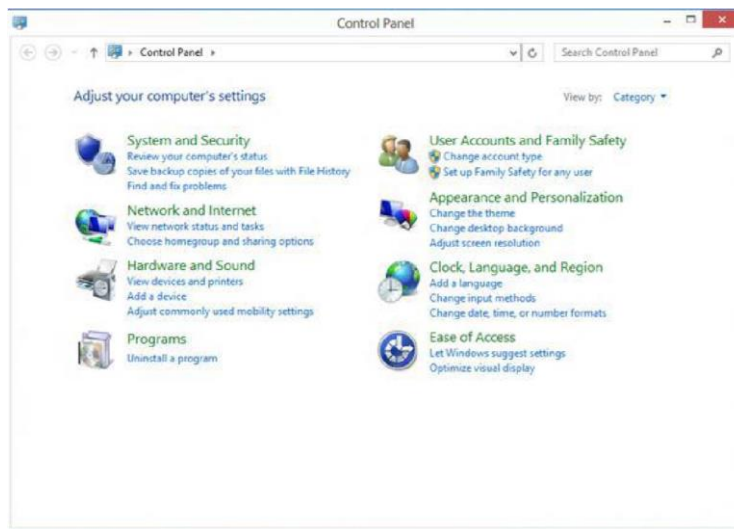 Control Panel
Control Panel
Search Control Panel
Adjust your computer's settings
View by: Category
System and Security
Review your computer's status
Save backup copies of your files with File History
Find and fix problems
Network and Internet
View network status and tasks
Choose homegroup and sharing options
Hardware and Sound
View devices and printers
Add a device
Adjust commonly used mobility settings
Programs
Uninstall a program
User Accounts and Family Safety
Change account type
Set up Family Safety for any user
Appearance and Personalization
Change the theme
Change desktop background
Adjust screen resolution
Clock, Language, and Region
Add a language
Change input methods
Change date, time, or number formats
Ease of Access
Let Windows suggest settings
Optimize visual display